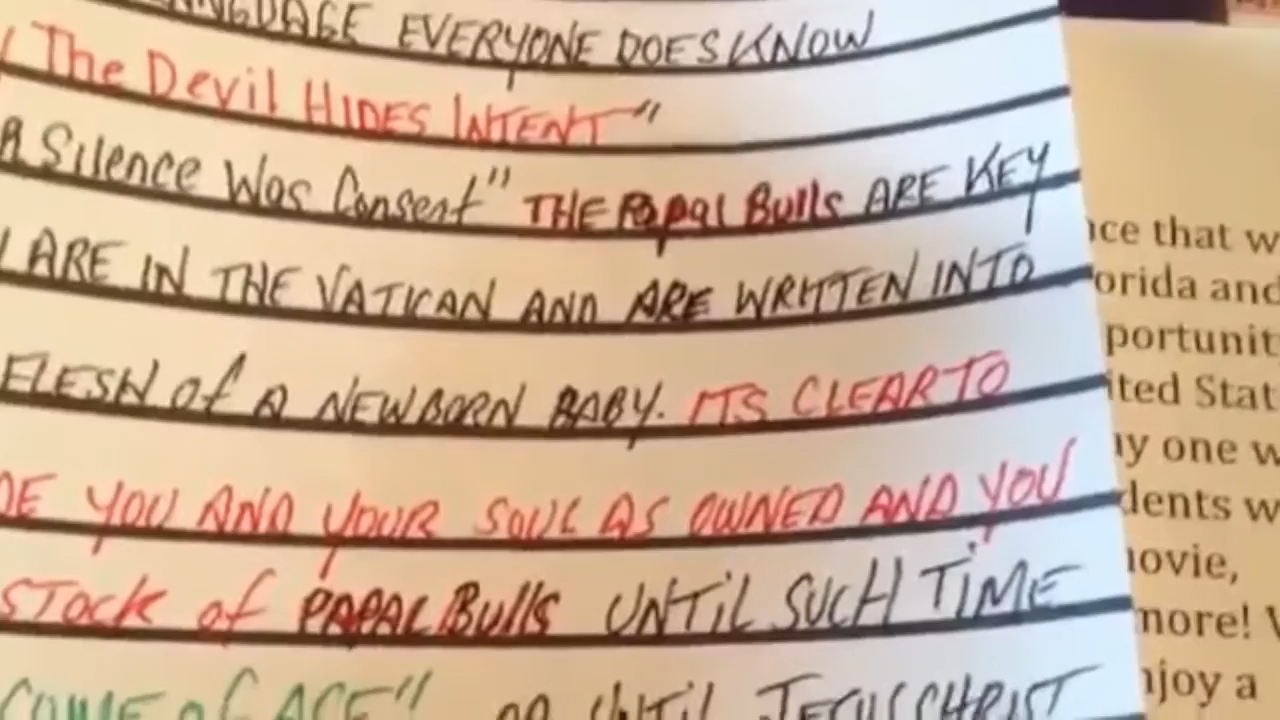 LANGUAGE EVERYONE DOES KNOW
The Devil HIDES INTENT"
A Silence Was Consent" THE Papal Bulls ARE KEY
ARE IN THE VATICAN AND ARE WRITTEN INTO
FLESH of A NEWBORN BABY. ITS CLEAR TO
YOU AND YOUR SOUL AS OWNED AND YOU
STOCK of PAPAL Bulls UNTIL SUCH TIME
COME of AGE" OR UNTIL JESUS CHRIST
nce that w
orida and
portunit
ited Stat
ny one w
dents w
movie,
more!
njoy a